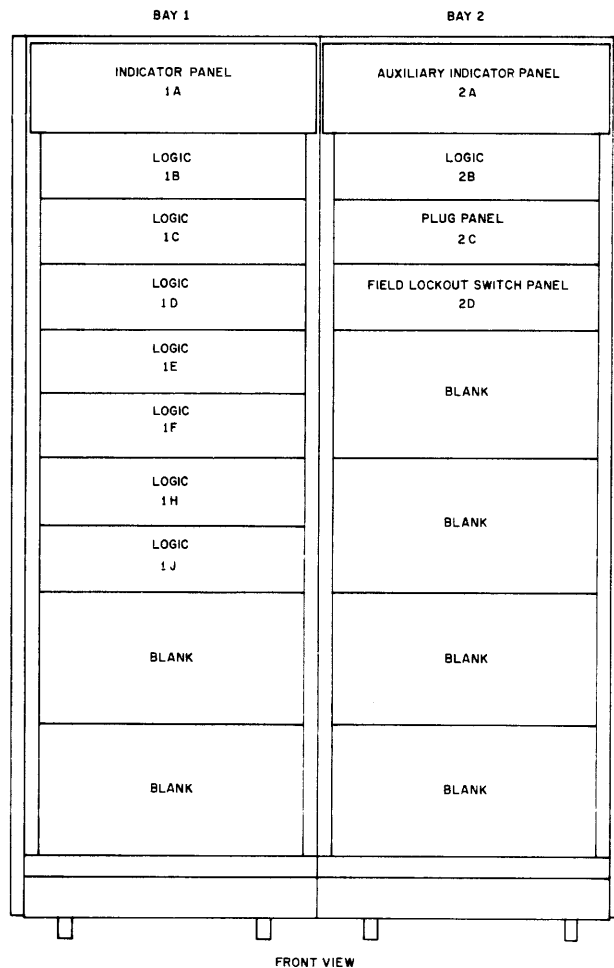 BAY 1
BAY 2
INDICATOR PANEL
1A
AUXILIARY INDICATOR PANEL
2A
LOGIC
1B
LOGIC
2B
LOGIC
1C
PLUG PANEL
2C
LOGIC
1D
FIELD LOCKOUT SWITCH PANEL
2D
LOGIC
1E
BLANK
LOGIC
1F
LOGIC
1H
BLANK
LOGIC
1J
BLANK
BLANK
BLANK
BLANK
FRONT VIEW